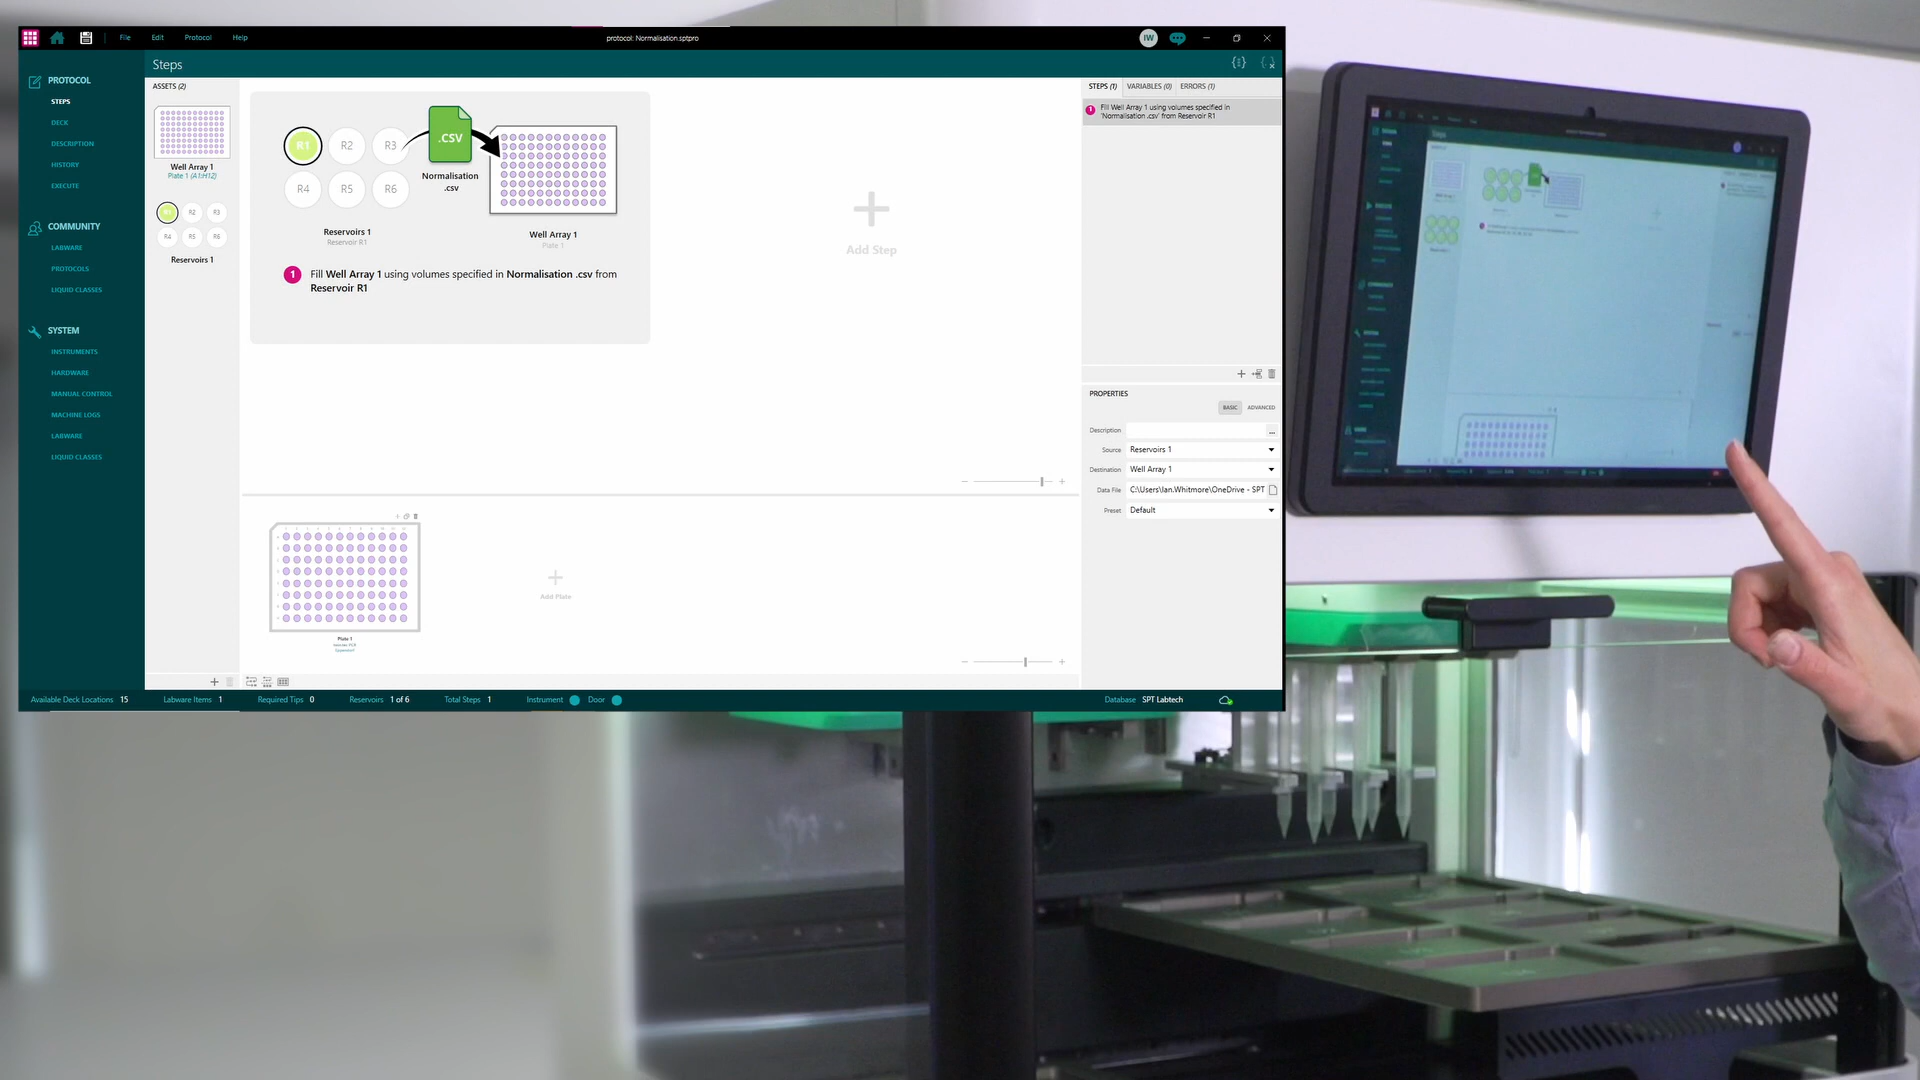 File Edit Protocol Help
protocol: Normalisation.sptpro
IW
PROTOCOL
STEPS
DECK
DESCRIPTION
HISTORY
EXECUTE
COMMUNITY
LABWARE
PROTOCOLS
LIQUID CLASSES
SYSTEM
INSTRUMENTS
HARDWARE
MANUAL CONTROL
MACHINE LOGS
LABWARE
LIQUID CLASSES
Steps
ASSETS (2)
Well Array 1
Plate 1 (A1:H12)
R2 R3
R4 R5 R6
Reservoirs 1
R1 R2 R3
R4 R5 R6
.CSV
Normalisation
.csv
Reservoirs 1
Reservoir R1
Well Array 1
Plate 1
1 Fill Well Array 1 using volumes specified in Normalisation .csv from
Reservoir R1
Add Step
Plate 1
Add Plate
STEPS (1) VARIABLES (0) ERRORS (1)
1 Fill Well Array 1 using volumes specified in
'Normalisation .csv' from Reservoir R1
PROPERTIES
BASIC ADVANCED
Description
Source Reservoirs 1
Destination Well Array 1
Data File C:\Users\Ian.Whitmore\OneDrive - SPT
Preset Default
Available Deck Locations 15 Labware Items 1 Required Tips 0 Reservoirs 1 of 6 Total Steps 1 Instrument Door Database SPT Labtech